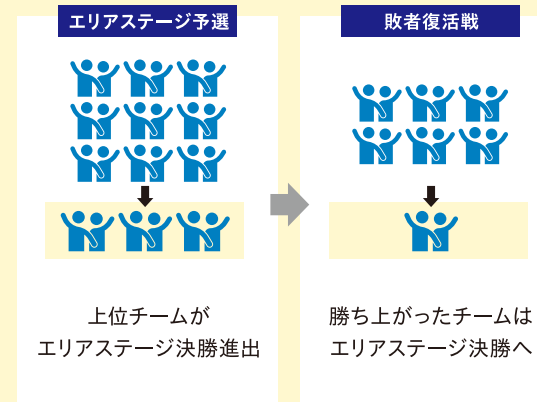 エリアステージ予選
上位チームが
エリアステージ決勝進出
敗者復活戦
勝ち上がったチームは
エリアステージ決勝へ